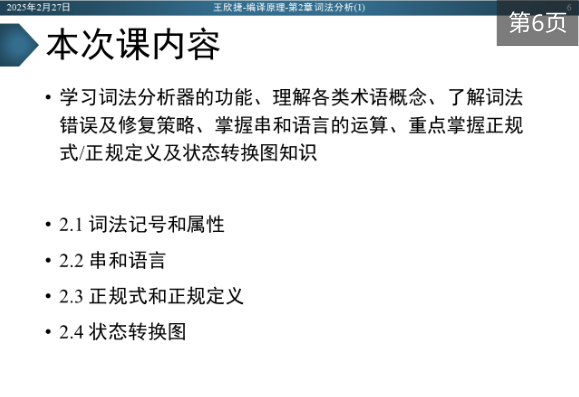 2025年2月27日 王欣捷-编译原理-第2章词法分析(1) 6
第6页
本次课内容
• 学习词法分析器的功能、理解各类术语概念、了解词法
错误及修复策略、掌握串和语言的运算、重点掌握正规
式/正规定义及状态转换图知识
• 2.1 词法记号和属性
• 2.2 串和语言
• 2.3 正规式和正规定义
• 2.4 状态转换图